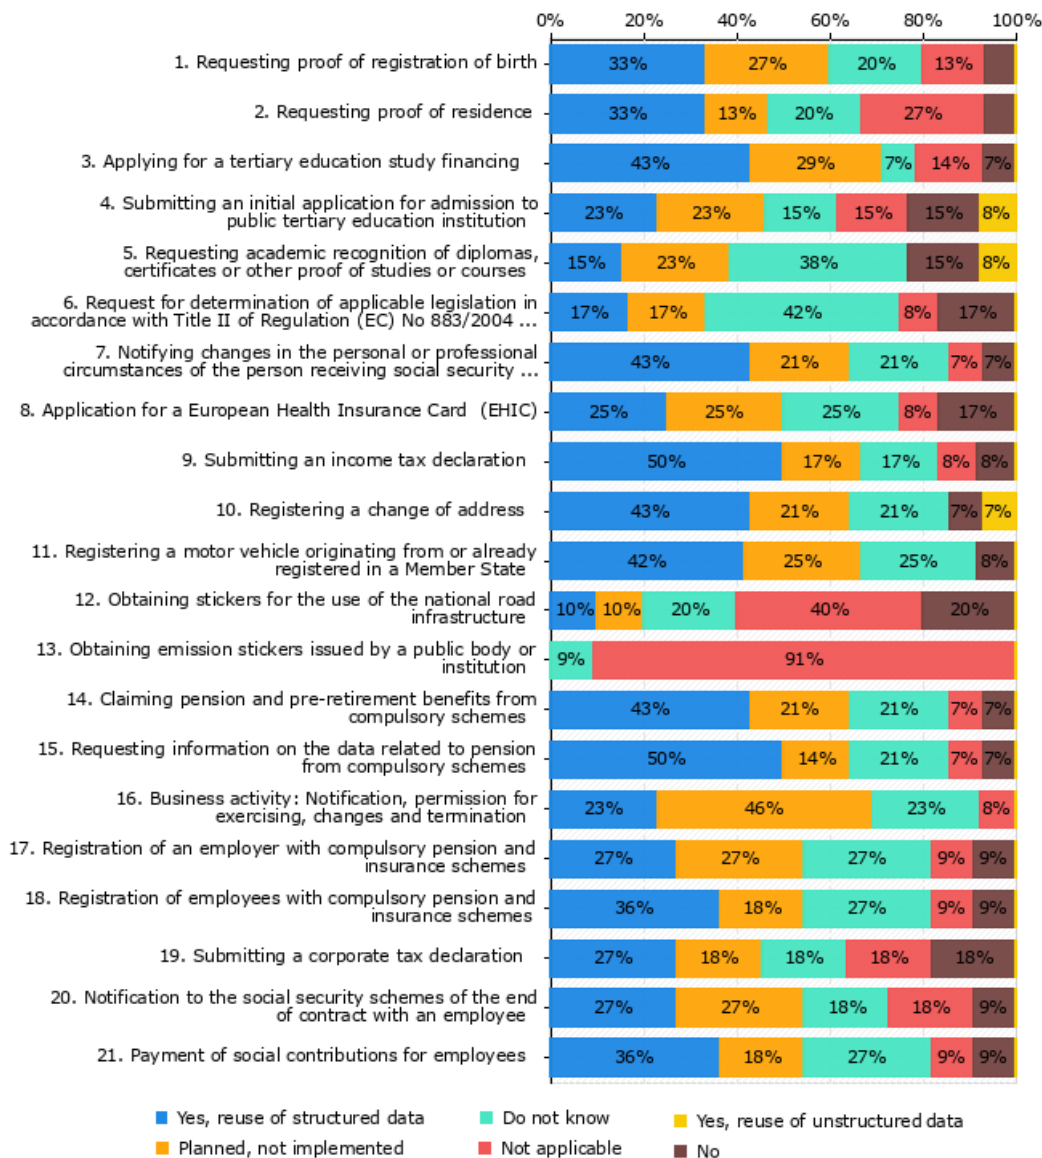 0% 20% 40% 60% 80% 100%
1. Requesting proof of registration of birth
33% 27% 20% 13%
2. Requesting proof of residence
33% 13% 20% 27%
3. Applying for a tertiary education study financing
43% 29% 7% 14% 7%
4. Submitting an initial application for admission to
public tertiary education institution
23% 23% 15% 15% 15% 8%
5. Requesting academic recognition of diplomas,
certificates or other proof of studies or courses
15% 23% 38% 15% 8%
6. Request for determination of applicable legislation in
accordance with Title II of Regulation (EC) No 883/2004 ...
17% 17% 42% 8% 17%
7. Notifying changes in the personal or professional
circumstances of the person receiving social security ...
43% 21% 21% 7% 7%
8. Application for a European Health Insurance Card (EHIC)
25% 25% 25% 8% 17%
9. Submitting an income tax declaration
50% 17% 17% 8% 8%
10. Registering a change of address
43% 21% 21% 7% 7%
11. Registering a motor vehicle originating from or already
registered in a Member State
42% 25% 25% 8%
12. Obtaining stickers for the use of the national road
infrastructure
10% 10% 20% 40% 20%
13. Obtaining emission stickers issued by a public body or
institution
9% 91%
14. Claiming pension and pre-retirement benefits from
compulsory schemes
43% 21% 21% 7% 7%
15. Requesting information on the data related to pension
from compulsory schemes
50% 14% 21% 7% 7%
16. Business activity: Notification, permission for
exercising, changes and termination
23% 46% 23% 8%
17. Registration of an employer with compulsory pension and
insurance schemes
27% 27% 27% 9% 9%
18. Registration of employees with compulsory pension and
insurance schemes
36% 18% 27% 9% 9%
19. Submitting a corporate tax declaration
27% 18% 18% 18% 18%
20. Notification to the social security schemes of the end
of contract with an employee
27% 27% 18% 18% 9%
21. Payment of social contributions for employees
36% 18% 27% 9% 9%
Yes, reuse of structured data
Do not know
Yes, reuse of unstructured data
Planned, not implemented
Not applicable
No